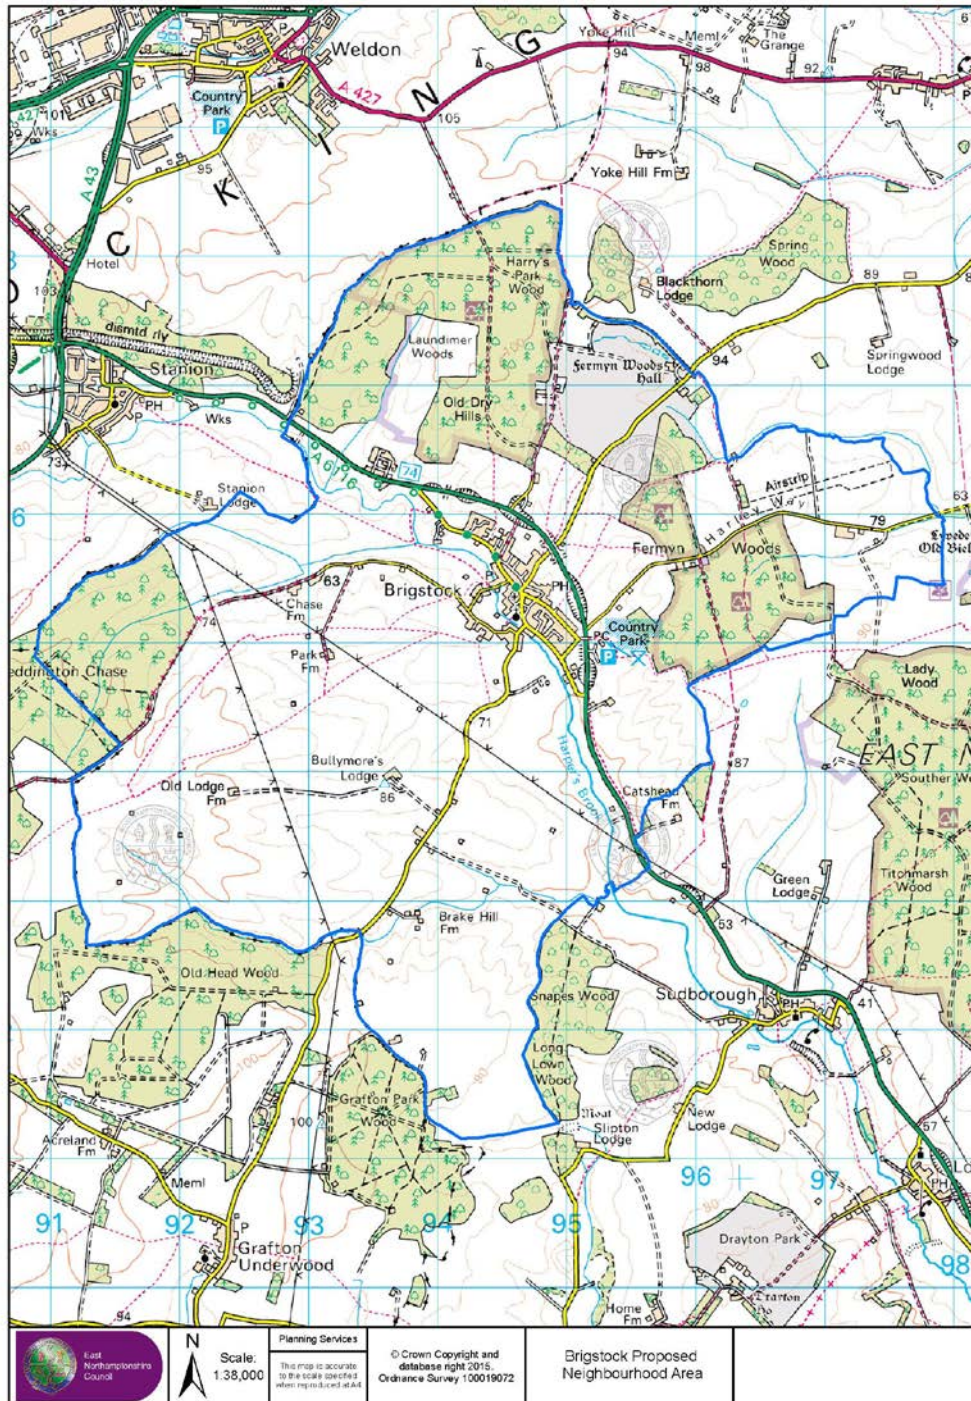 Weldon
Yoke Hill
94
Meml
98
The
Grange
92
G
N
I
K
C
A 427
105
Country
Park
P
101
Wks
95
A 43
Yoke Hill Fm
Hotel
103
Harry's
Park
Wood
Spring
Wood
89
Blackthorn
Lodge
Laundimer
Woods
dismtd rly
Stanion
Fermyn Woods
Hall
94
Springwood
Lodge
Old Dry
Hills
PH
P
Wks
A 6116
73
74
Stanion
Lodge
Airstrip
Harley Way
79
63
6
Fermyn
Woods
63
Brigstock
P
PH
Chase
Fm
74
Park
Fm
PC
Country
Park
P
90
Lady
Wood
71
EAST N
Bullymore's
Lodge
86
Old Lodge
Fm
Harper's Brook
Catshead
Fm
87
Titchmarsh
Wood
Green
Lodge
Brake Hill
Fm
53
Old Head Wood
Snapes Wood
Sudborough
PH
41
Long
Lown
Wood
Grafton Park
Wood
100
Moat
Slipton
Lodge
New
Lodge
57
Acreland
Fm
Meml
PH
91
92
93
94
95
96
97
98
P
Grafton
Underwood
Drayton Park
Home
Fm
94
East
Northamptonshire
Council
N
Scale:
1:38,000
Planning Services
This map is accurate
to the scale specified
when reproduced at A4
© Crown Copyright and
database right 2015.
Ordnance Survey 100019072
Brigstock Proposed
Neighbourhood Area